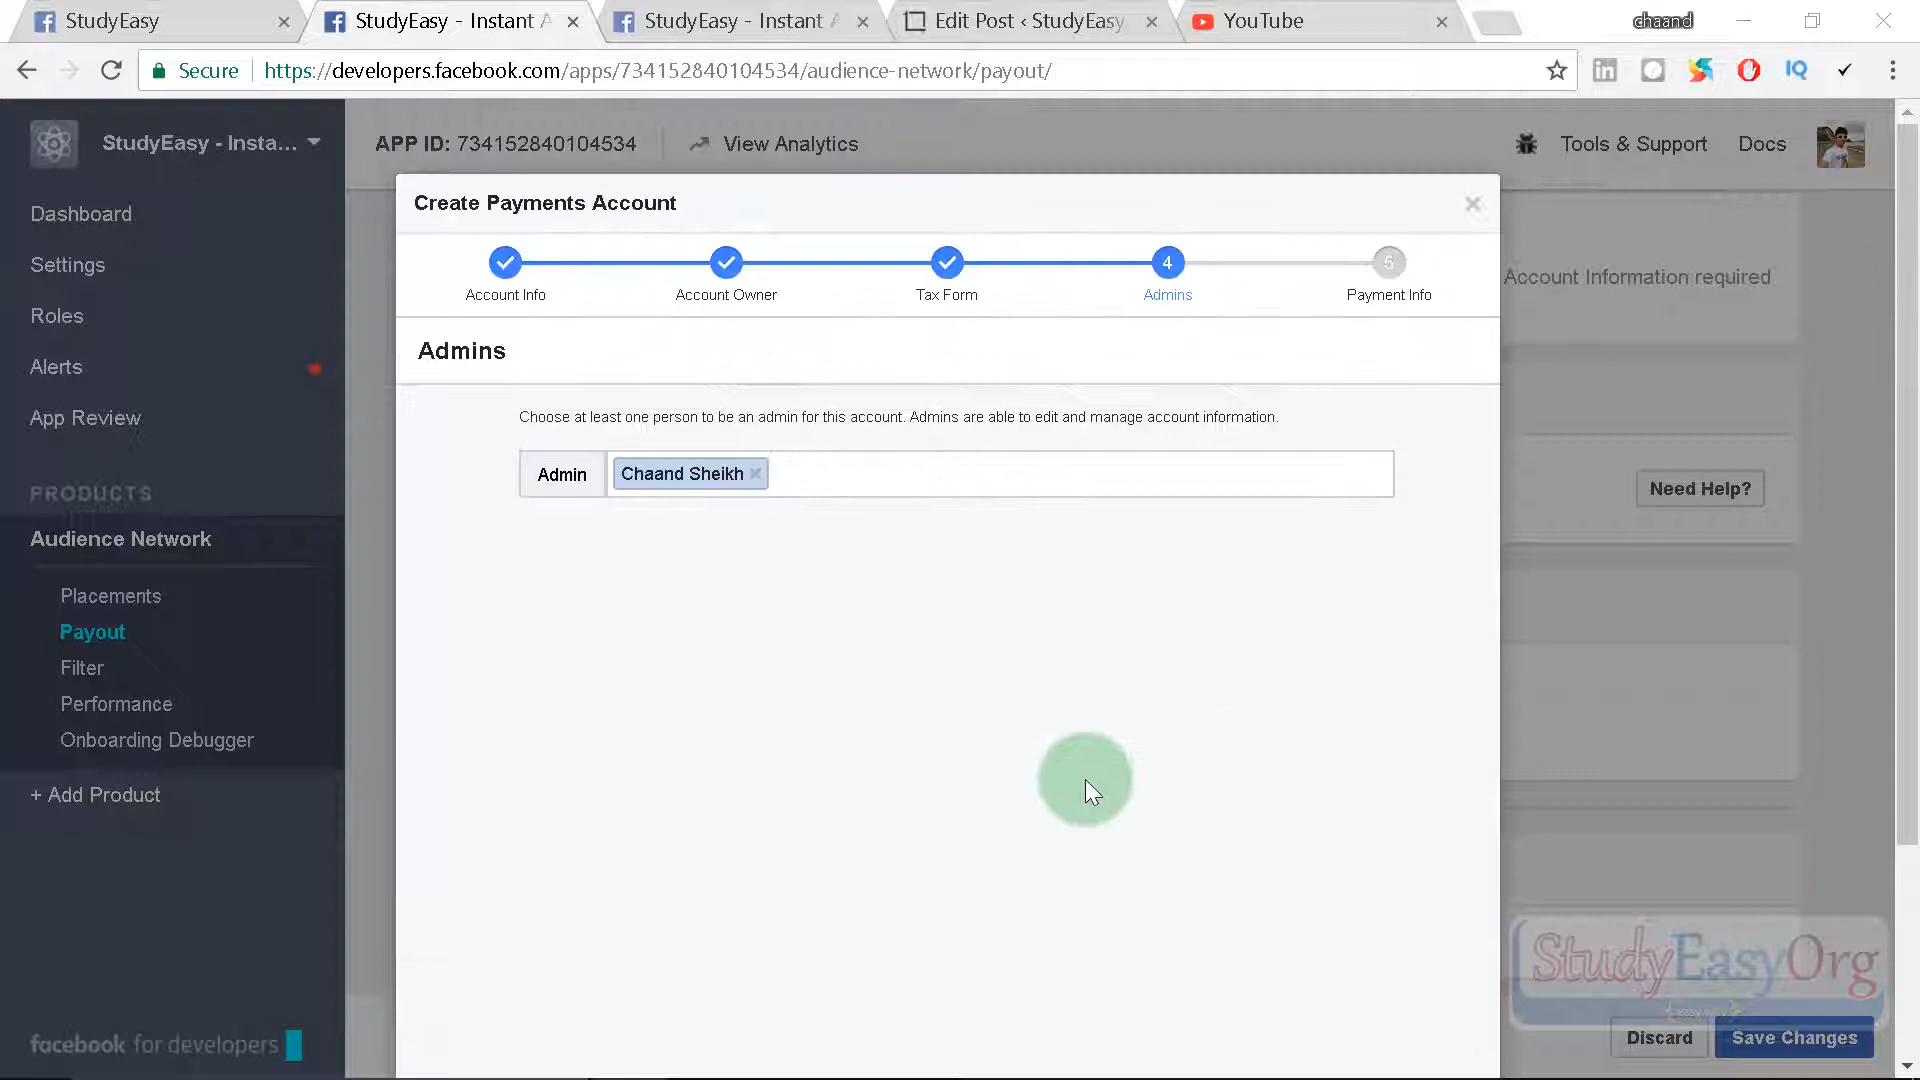 StudyEasy
StudyEasy - Instant A
StudyEasy - Instant A
Edit Post ‹ StudyEasy
YouTube
chaand
Secure
https://developers.facebook.com/apps/734152840104534/audience-network/payout/
StudyEasy - Insta...
APP ID: 734152840104534
View Analytics
Tools & Support
Docs
Dashboard
Settings
Roles
Alerts
App Review
PRODUCTS
Audience Network
Placements
Payout
Filter
Performance
Onboarding Debugger
+ Add Product
facebook for developers
Create Payments Account
4
5
Account Info
Account Owner
Tax Form
Admins
Payment Info
Admins
Choose at least one person to be an admin for this account. Admins are able to edit and manage account information.
Admin
Chaand Sheikh
Account Information required
Need Help?
StudyEasyOrg
Discard
Save Changes